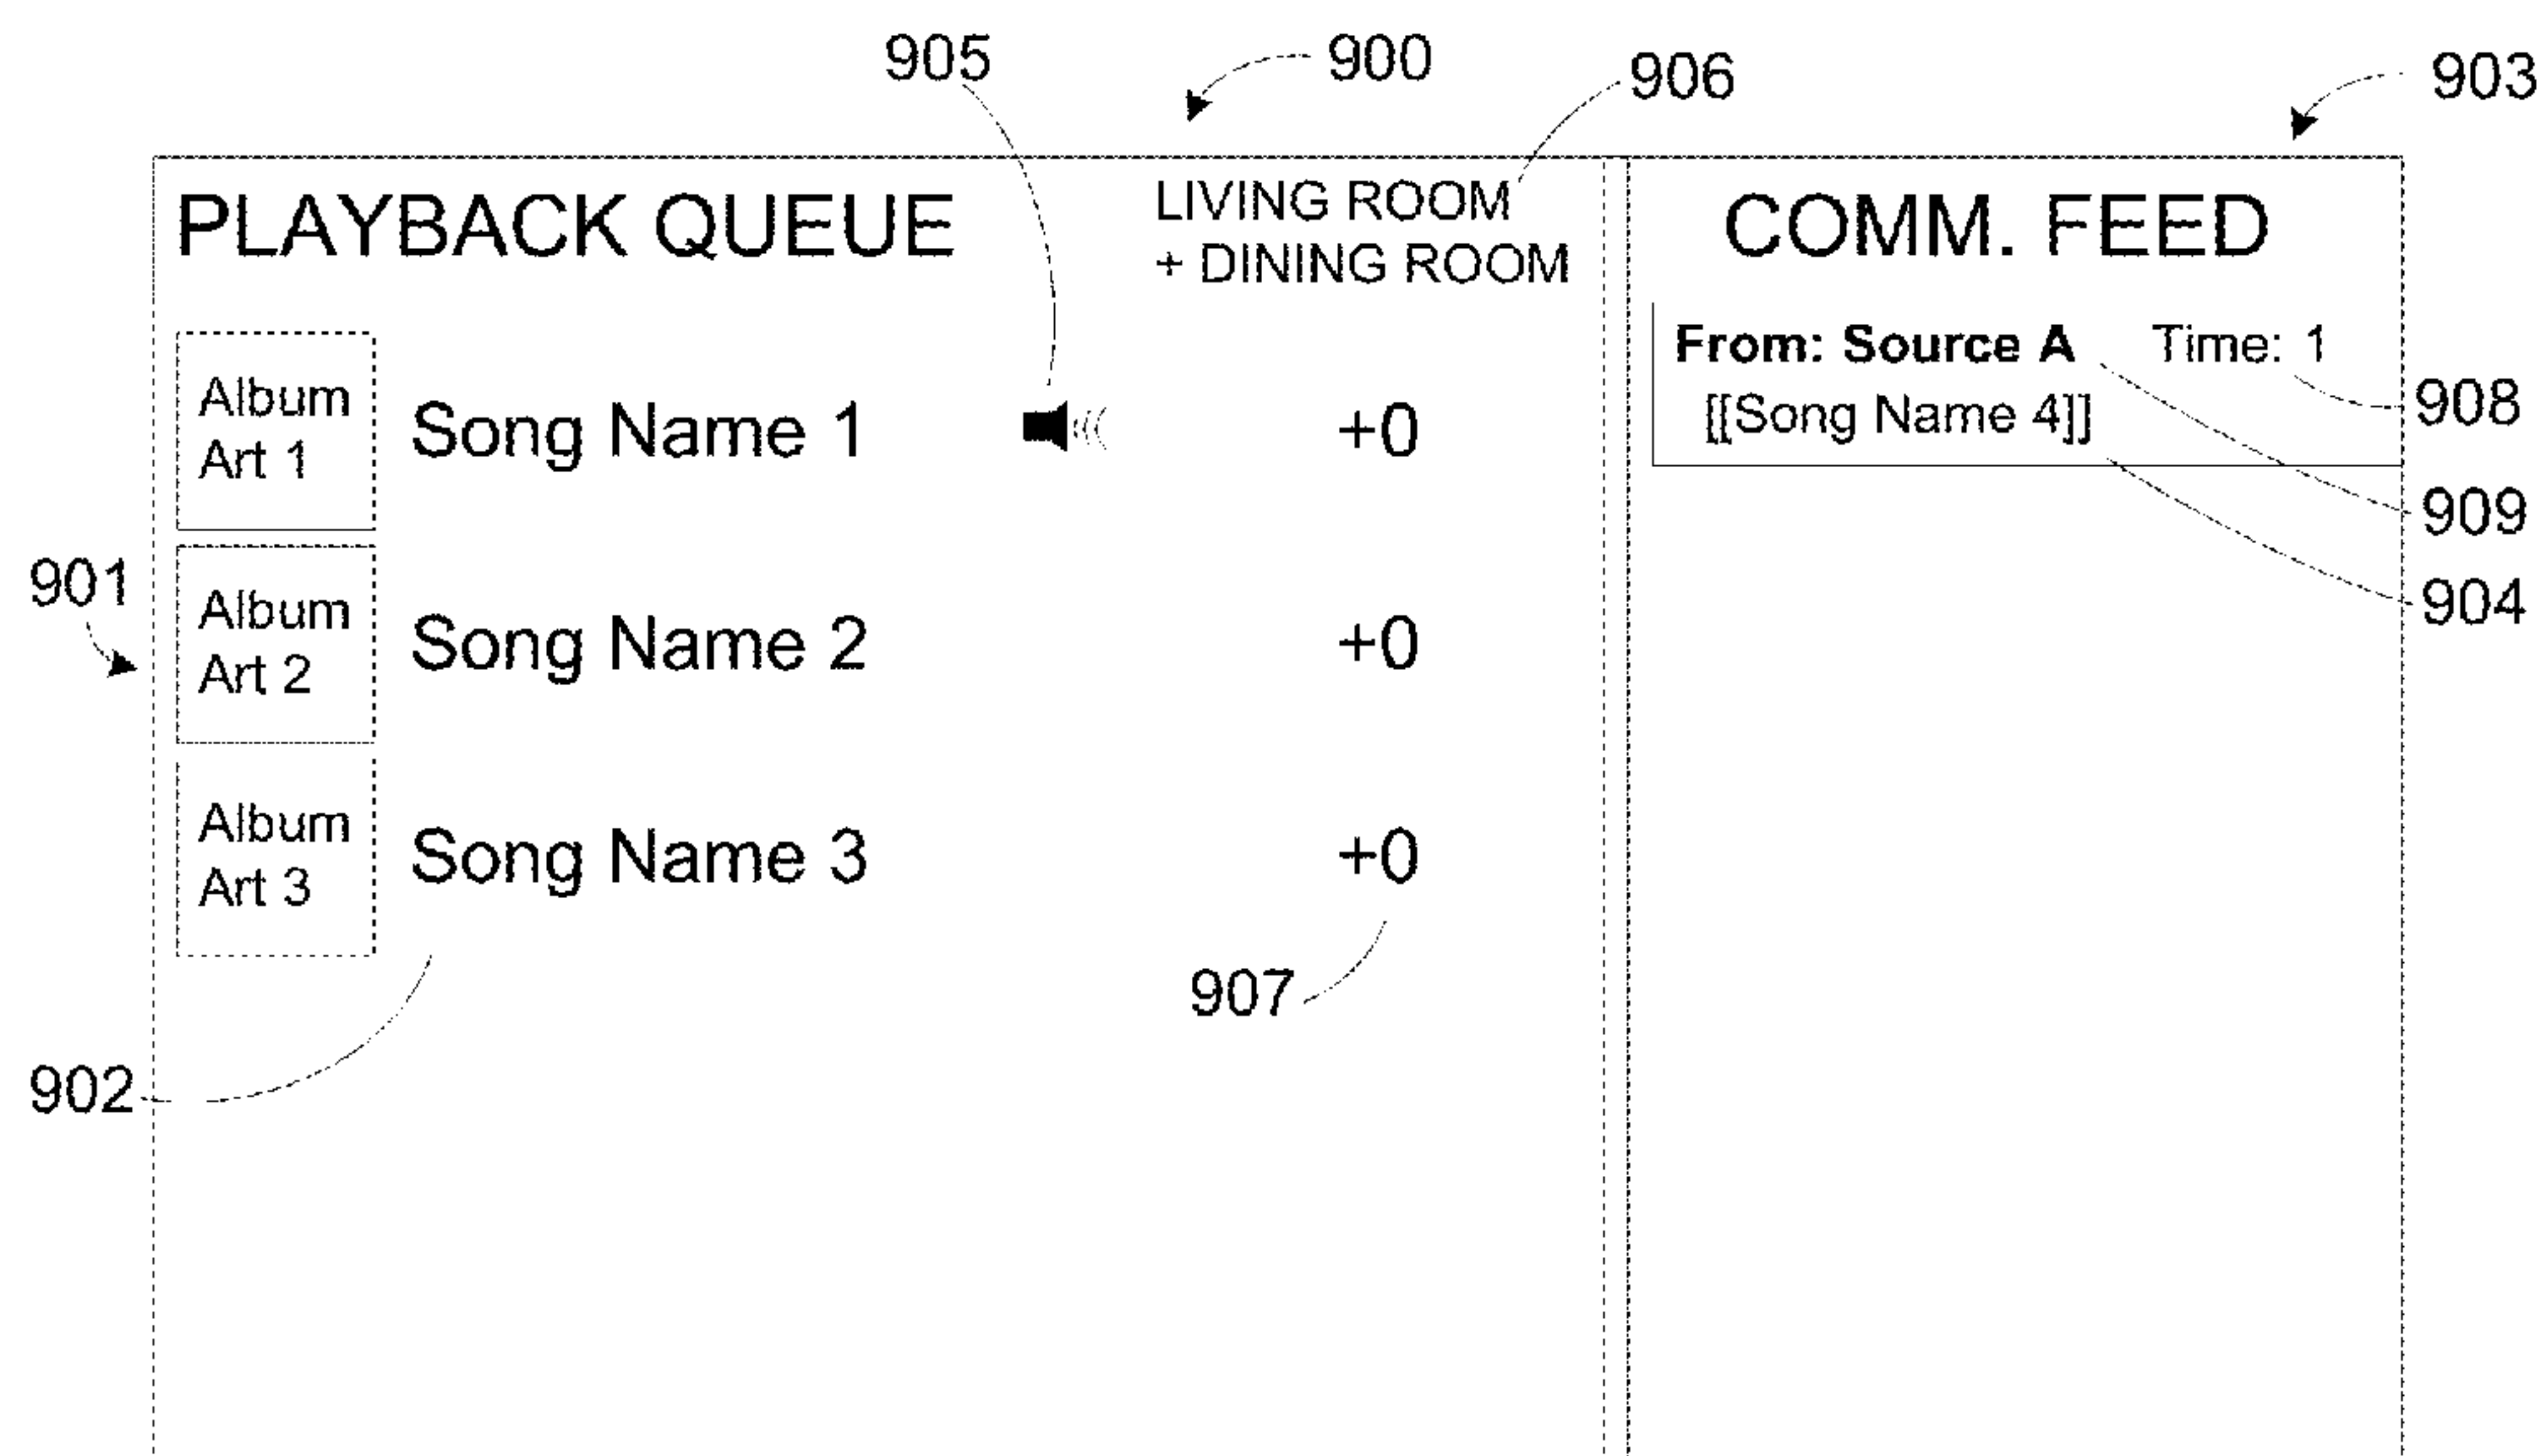 905
900
906
903
PLAYBACK QUEUE
LIVING ROOM
+ DINING ROOM
COMM. FEED
Album
Art 1
Song Name 1
+0
From: Source A Time: 1
[[Song Name 4]]
908
909
904
901
Album
Art 2
Song Name 2
+0
Album
Art 3
Song Name 3
+0
907
902